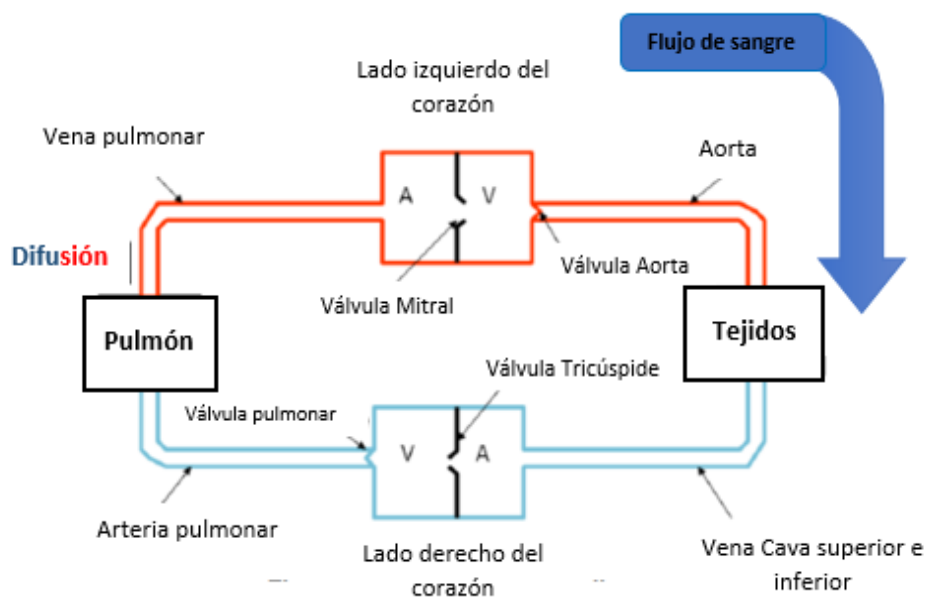 Flujo de sangre
Lado izquierdo del
corazón
Vena pulmonar
Aorta
A
V
Difusión
Válvula Aorta
Válvula Mitral
Pulmón
Tejidos
Válvula Tricúspide
Válvula pulmonar
V
A
Arteria pulmonar
Lado derecho del
corazón
Vena Cava superior e
inferior